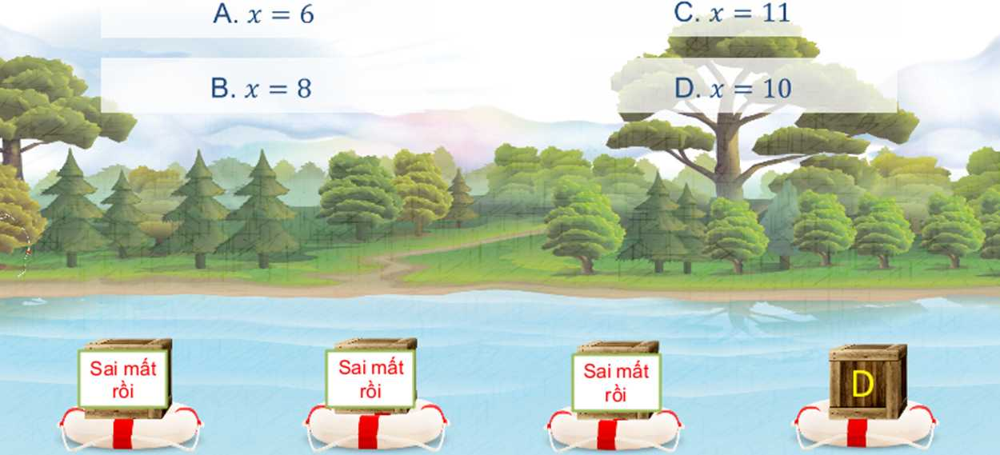 A. x = 6
C. x = 11
B. x = 8
D. x = 10
Sai mất
rồi
Sai mất
rồi
Sai mất
rồi
D